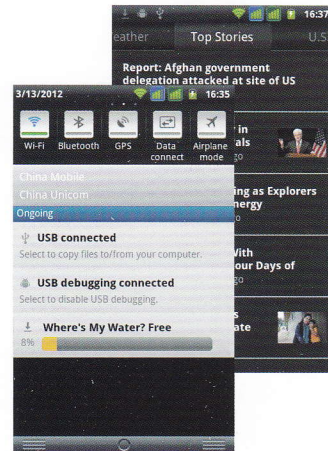 16:37
eather
Top Stories
U.S
Report: Afghan government
delegation attacked at site of US
3/13/2012
16:35
Wi-Fi
Bluetooth
GPS
Data
connect
Airplane
mode
in
als
go
China Mobile
China Unicom
Ongoing
ing as Explorers
nergy
go
USB connected
Select to copy files to/from your computer.
With
our Days of
go
USB debugging connected
Select to disable USB debugging.
s
ate
Where's My Water? Free
8%